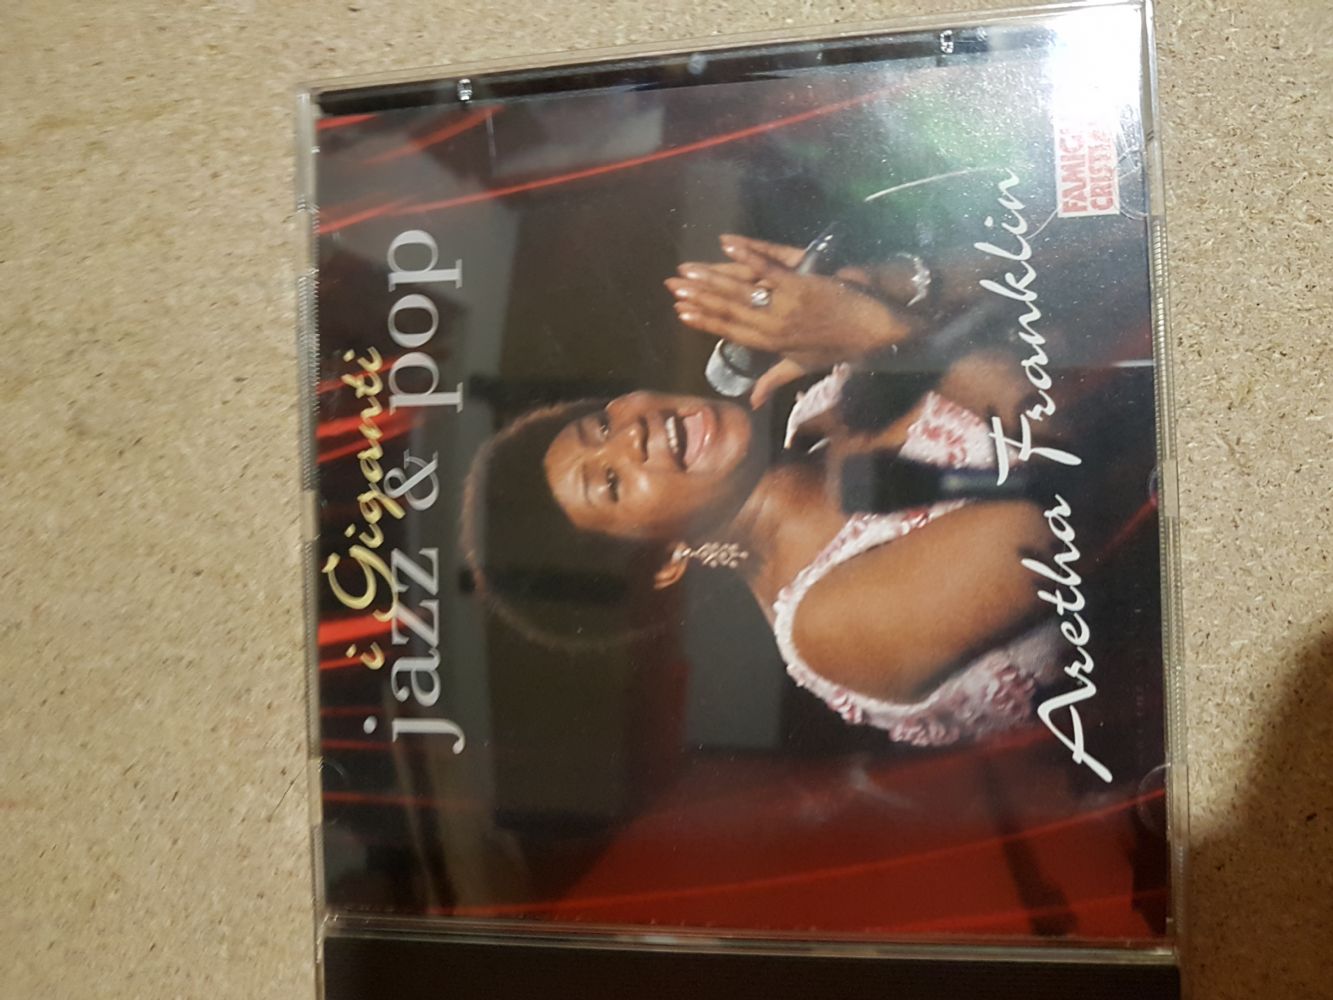 i Giganti
jazz & pop
Aretha Franklin